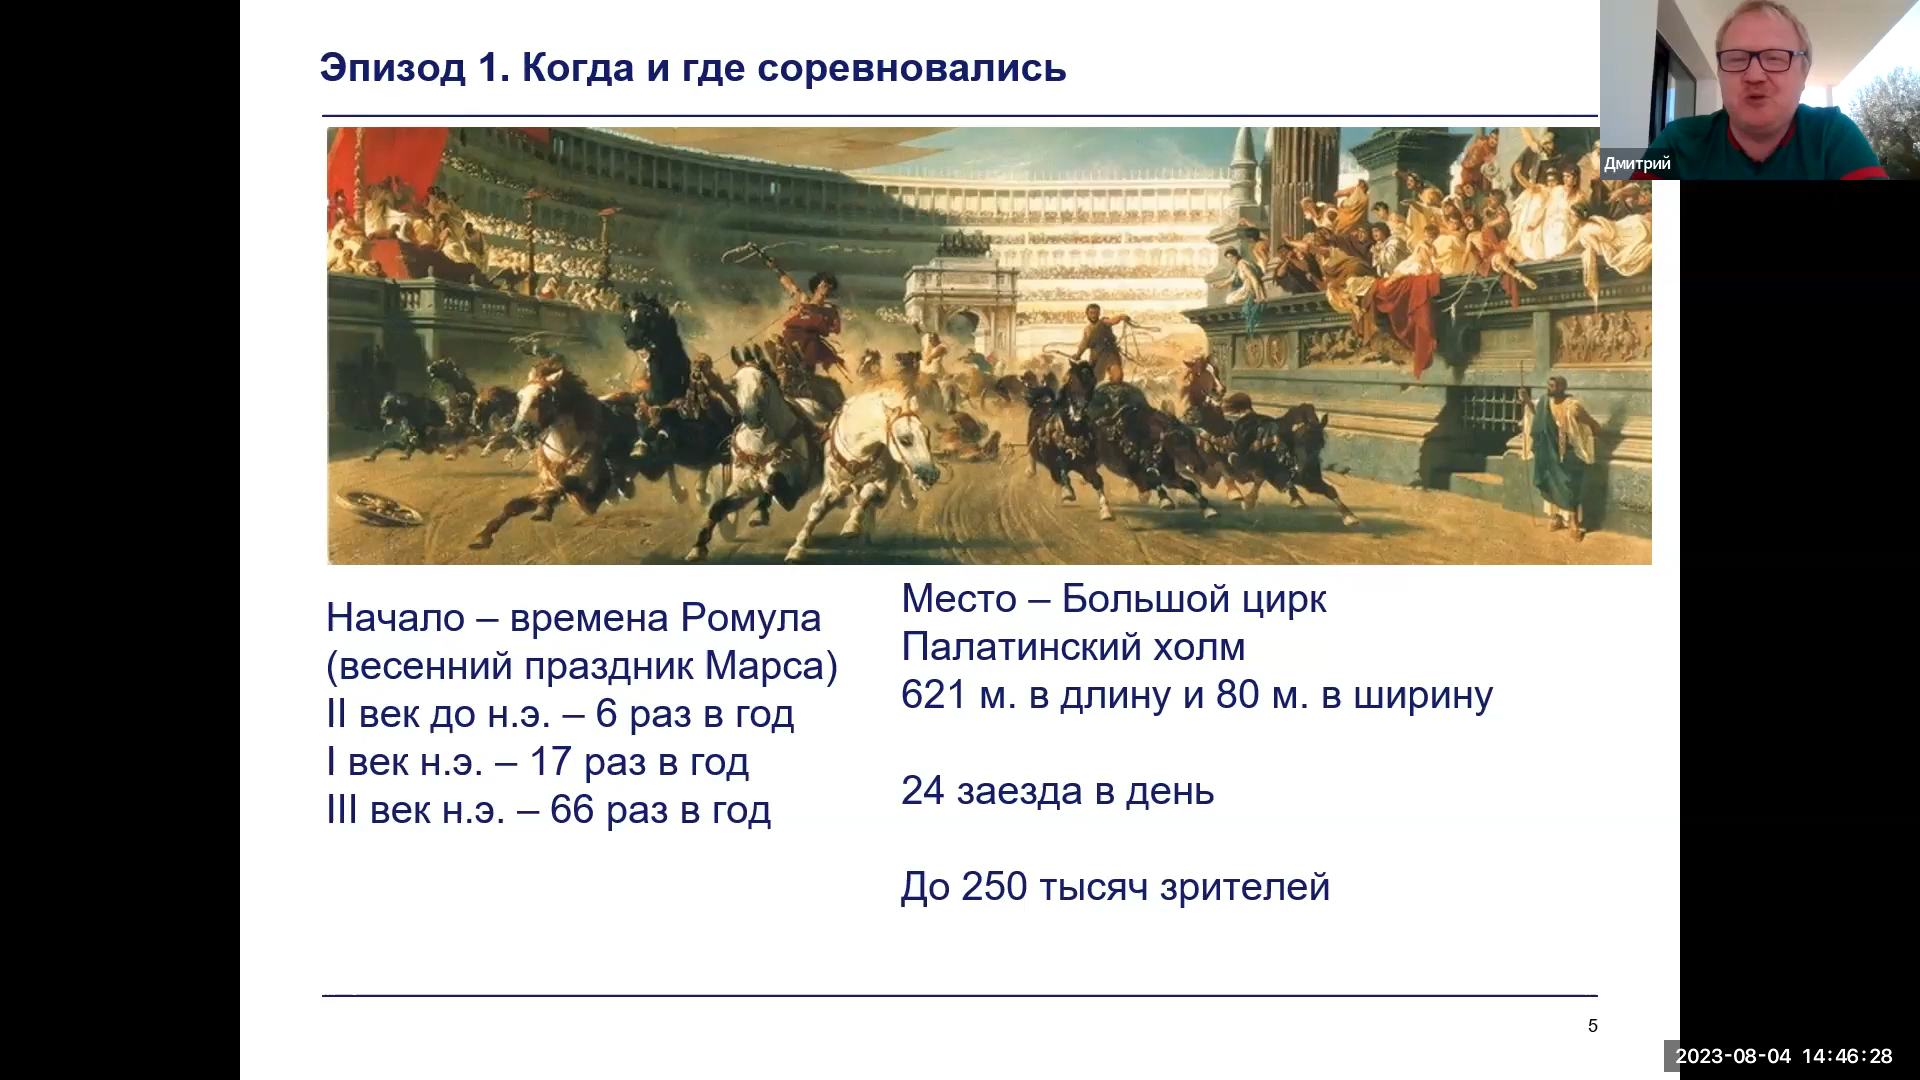 Эпизод 1. Когда и где соревновались
Дмитрий
Начало – времена Ромула
(весенний праздник Марса)
II век до н.э. – 6 раз в год
I век н.э. – 17 раз в год
III век н.э. – 66 раз в год
Место – Большой цирк
Палатинский холм
621 м. в длину и 80 м. в ширину
24 заезда в день
До 250 тысяч зрителей
5
2023-08-04 14:46:28